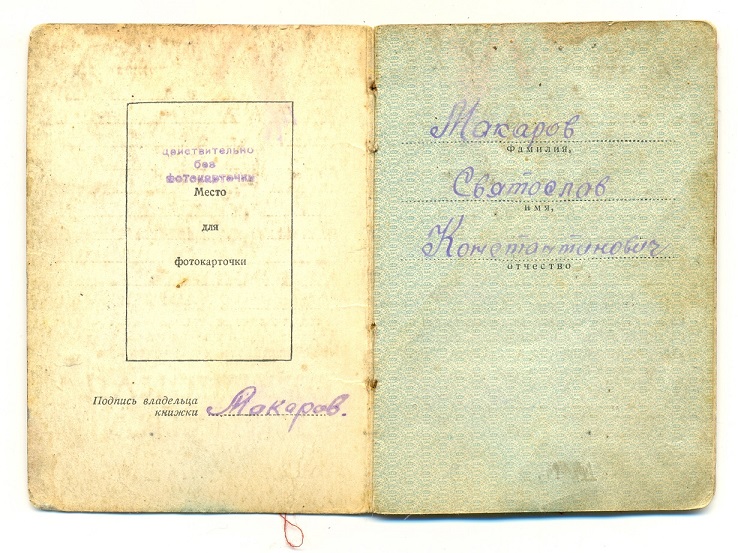 действительно
без
фотокарточки
Место
для
фотокарточки
Подпись владельца
книжки Макаров.
Макаров
Фамилия,
Святослав
имя,
Константинович
отчество